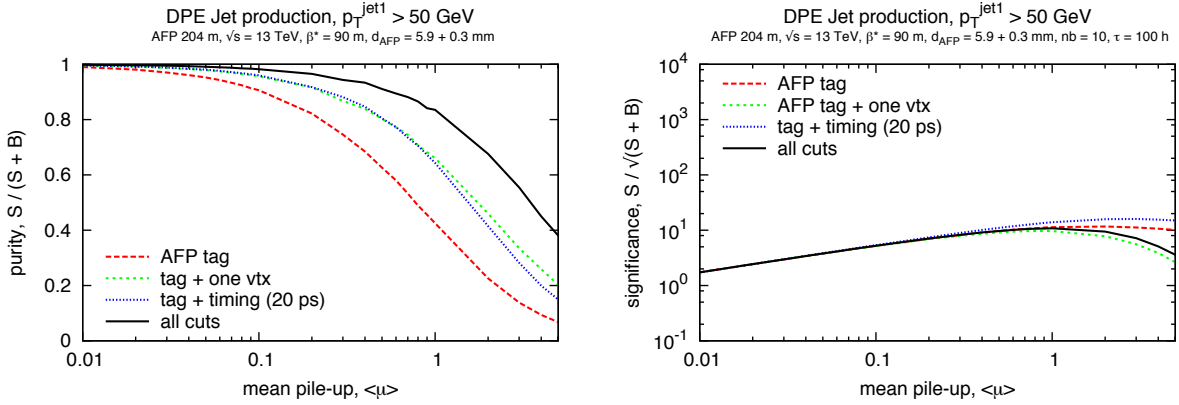 DPE Jet production, p_T^jet1 > 50 GeV
AFP 204 m, √s = 13 TeV, β* = 90 m, d_AFP = 5.9 + 0.3 mm
purity, S / (S + B)
1
0.8
0.6
0.4
0.2
0
AFP tag
tag + one vtx
tag + timing (20 ps)
all cuts
0.01
0.1
1
mean pile-up, <μ>
DPE Jet production, p_T^jet1 > 50 GeV
AFP 204 m, √s = 13 TeV, β* = 90 m, d_AFP = 5.9 + 0.3 mm, nb = 10, τ = 100 h
significance, S / √(S + B)
10^4
10^3
10^2
10^1
10^0
10^-1
AFP tag
AFP tag + one vtx
tag + timing (20 ps)
all cuts
0.01
0.1
1
mean pile-up, <μ>